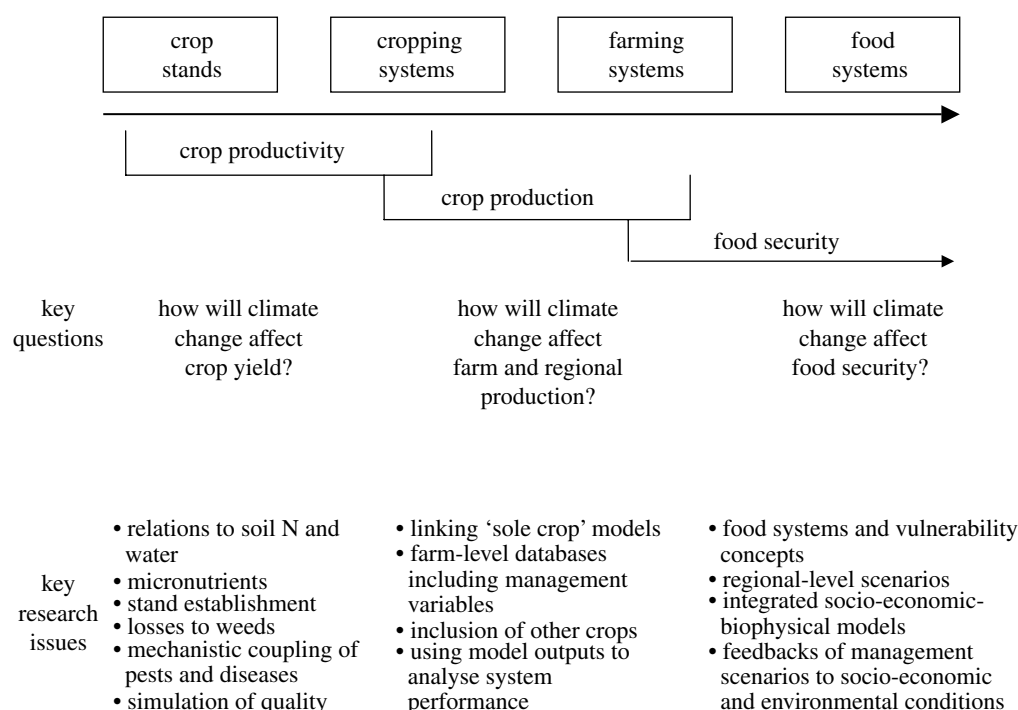 crop
stands
cropping
systems
farming
systems
food
systems
crop productivity
crop production
food security
key
questions
how will climate
change affect
crop yield?
how will climate
change affect
farm and regional
production?
how will climate
change affect
food security?
key
research
issues
• relations to soil N and
water
• micronutrients
• stand establishment
• losses to weeds
• mechanistic coupling of
pests and diseases
• simulation of quality
• linking ‘sole crop’ models
• farm-level databases
including management
variables
• inclusion of other crops
• using model outputs to
analyse system
performance
• food systems and vulnerability
concepts
• regional-level scenarios
• integrated socio-economic-
biophysical models
• feedbacks of management
scenarios to socio-economic
and environmental conditions